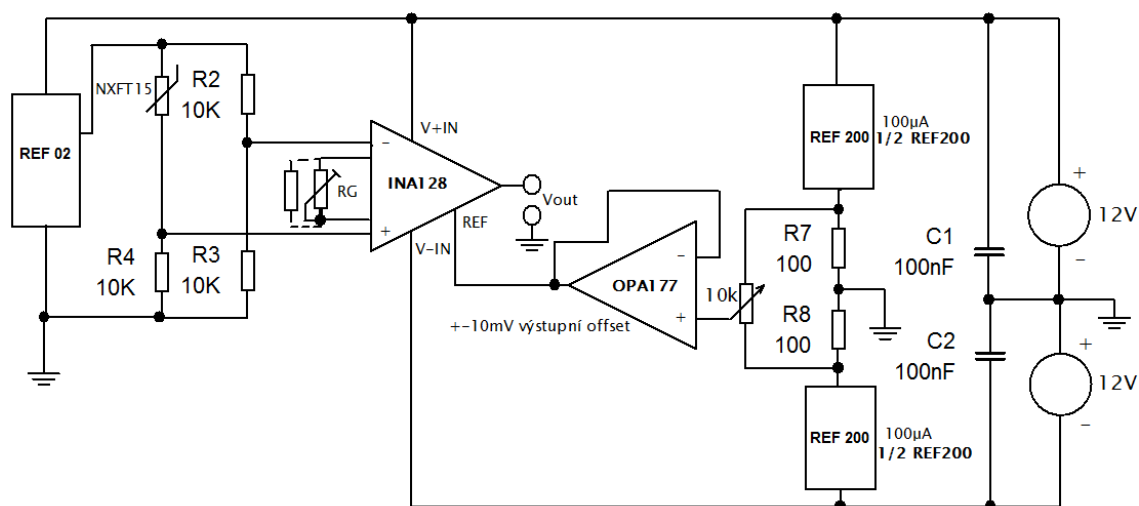 REF 02
NXFT15
R2
10K
R4
10K
R3
10K
RG
V+IN
-
INA128
+
V-IN
REF
Vout
OPA177
-
+
+-10mV výstupní offset
10k
REF 200
100µA
1/2 REF200
R7
100
R8
100
REF 200
100µA
1/2 REF200
C1
100nF
C2
100nF
+
12V
-
+
12V
-